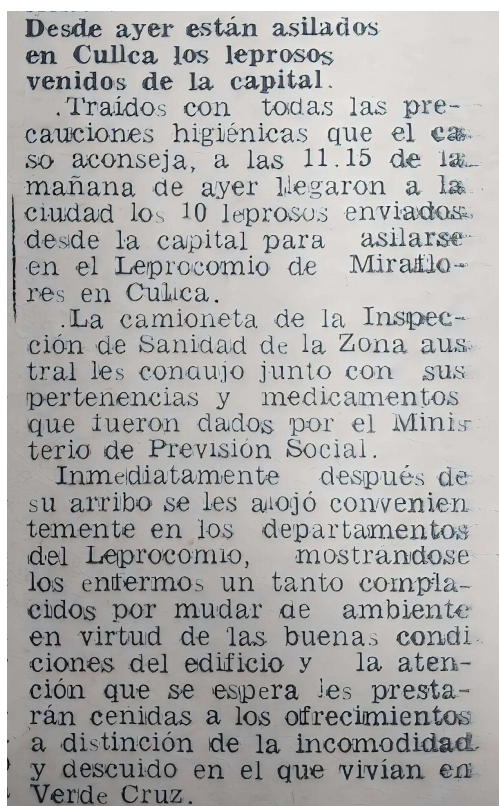 Desde ayer están asilados
en Cullca los leprosos
venidos de la capital.
.Traídos con todas las pre-
cauciones higiénicas que el ca
so aconseja, a las 11.15 de la
mañana de ayer llegaron a la
ciudad los 10 leprosos enviados
desde la capital para asilarse
en el Leprocomio de Miraflo-
res en Cullca.
.La camioneta de la Inspec-
ción de Sanidad de la Zona aus
tral les condujo junto con sus
pertenencias y medicamentos
que fueron dados por el Minis
terio de Previsión Social.
Inmediatamente después de
su arribo se les alojó convenien
temente en los departamentos
del Leprocomio, mostrandose
los enfermos un tanto compla-
cidos por mudar de ambiente
en virtud de las buenas condi
ciones del edificio y la aten-
ción que se espera les presta-
rán ceñidas a los ofrecimientos
a distinción de la incomodidad
y descuido en el que vivían en
Verde Cruz.